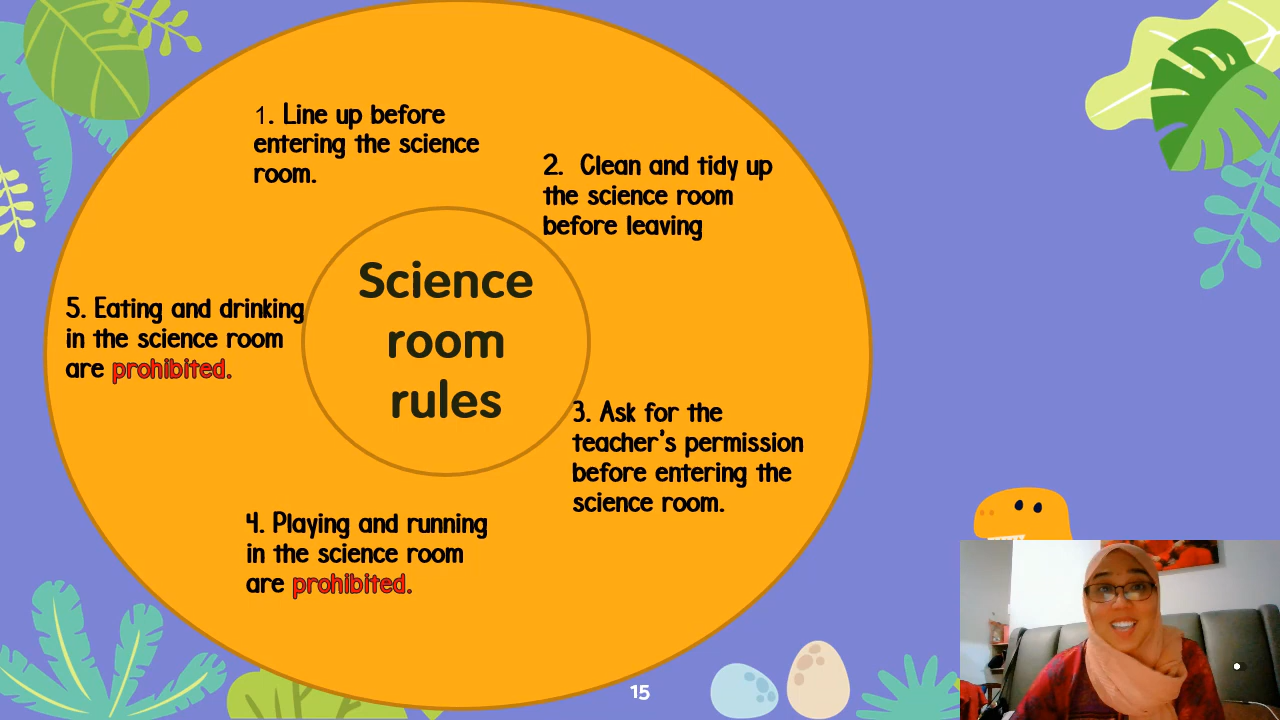 1. Line up before
entering the science
room.
2. Clean and tidy up
the science room
before leaving
Science
room
rules
3. Ask for the
teacher's permission
before entering the
science room.
4. Playing and running
in the science room
are prohibited.
5. Eating and drinking
in the science room
are prohibited.
15